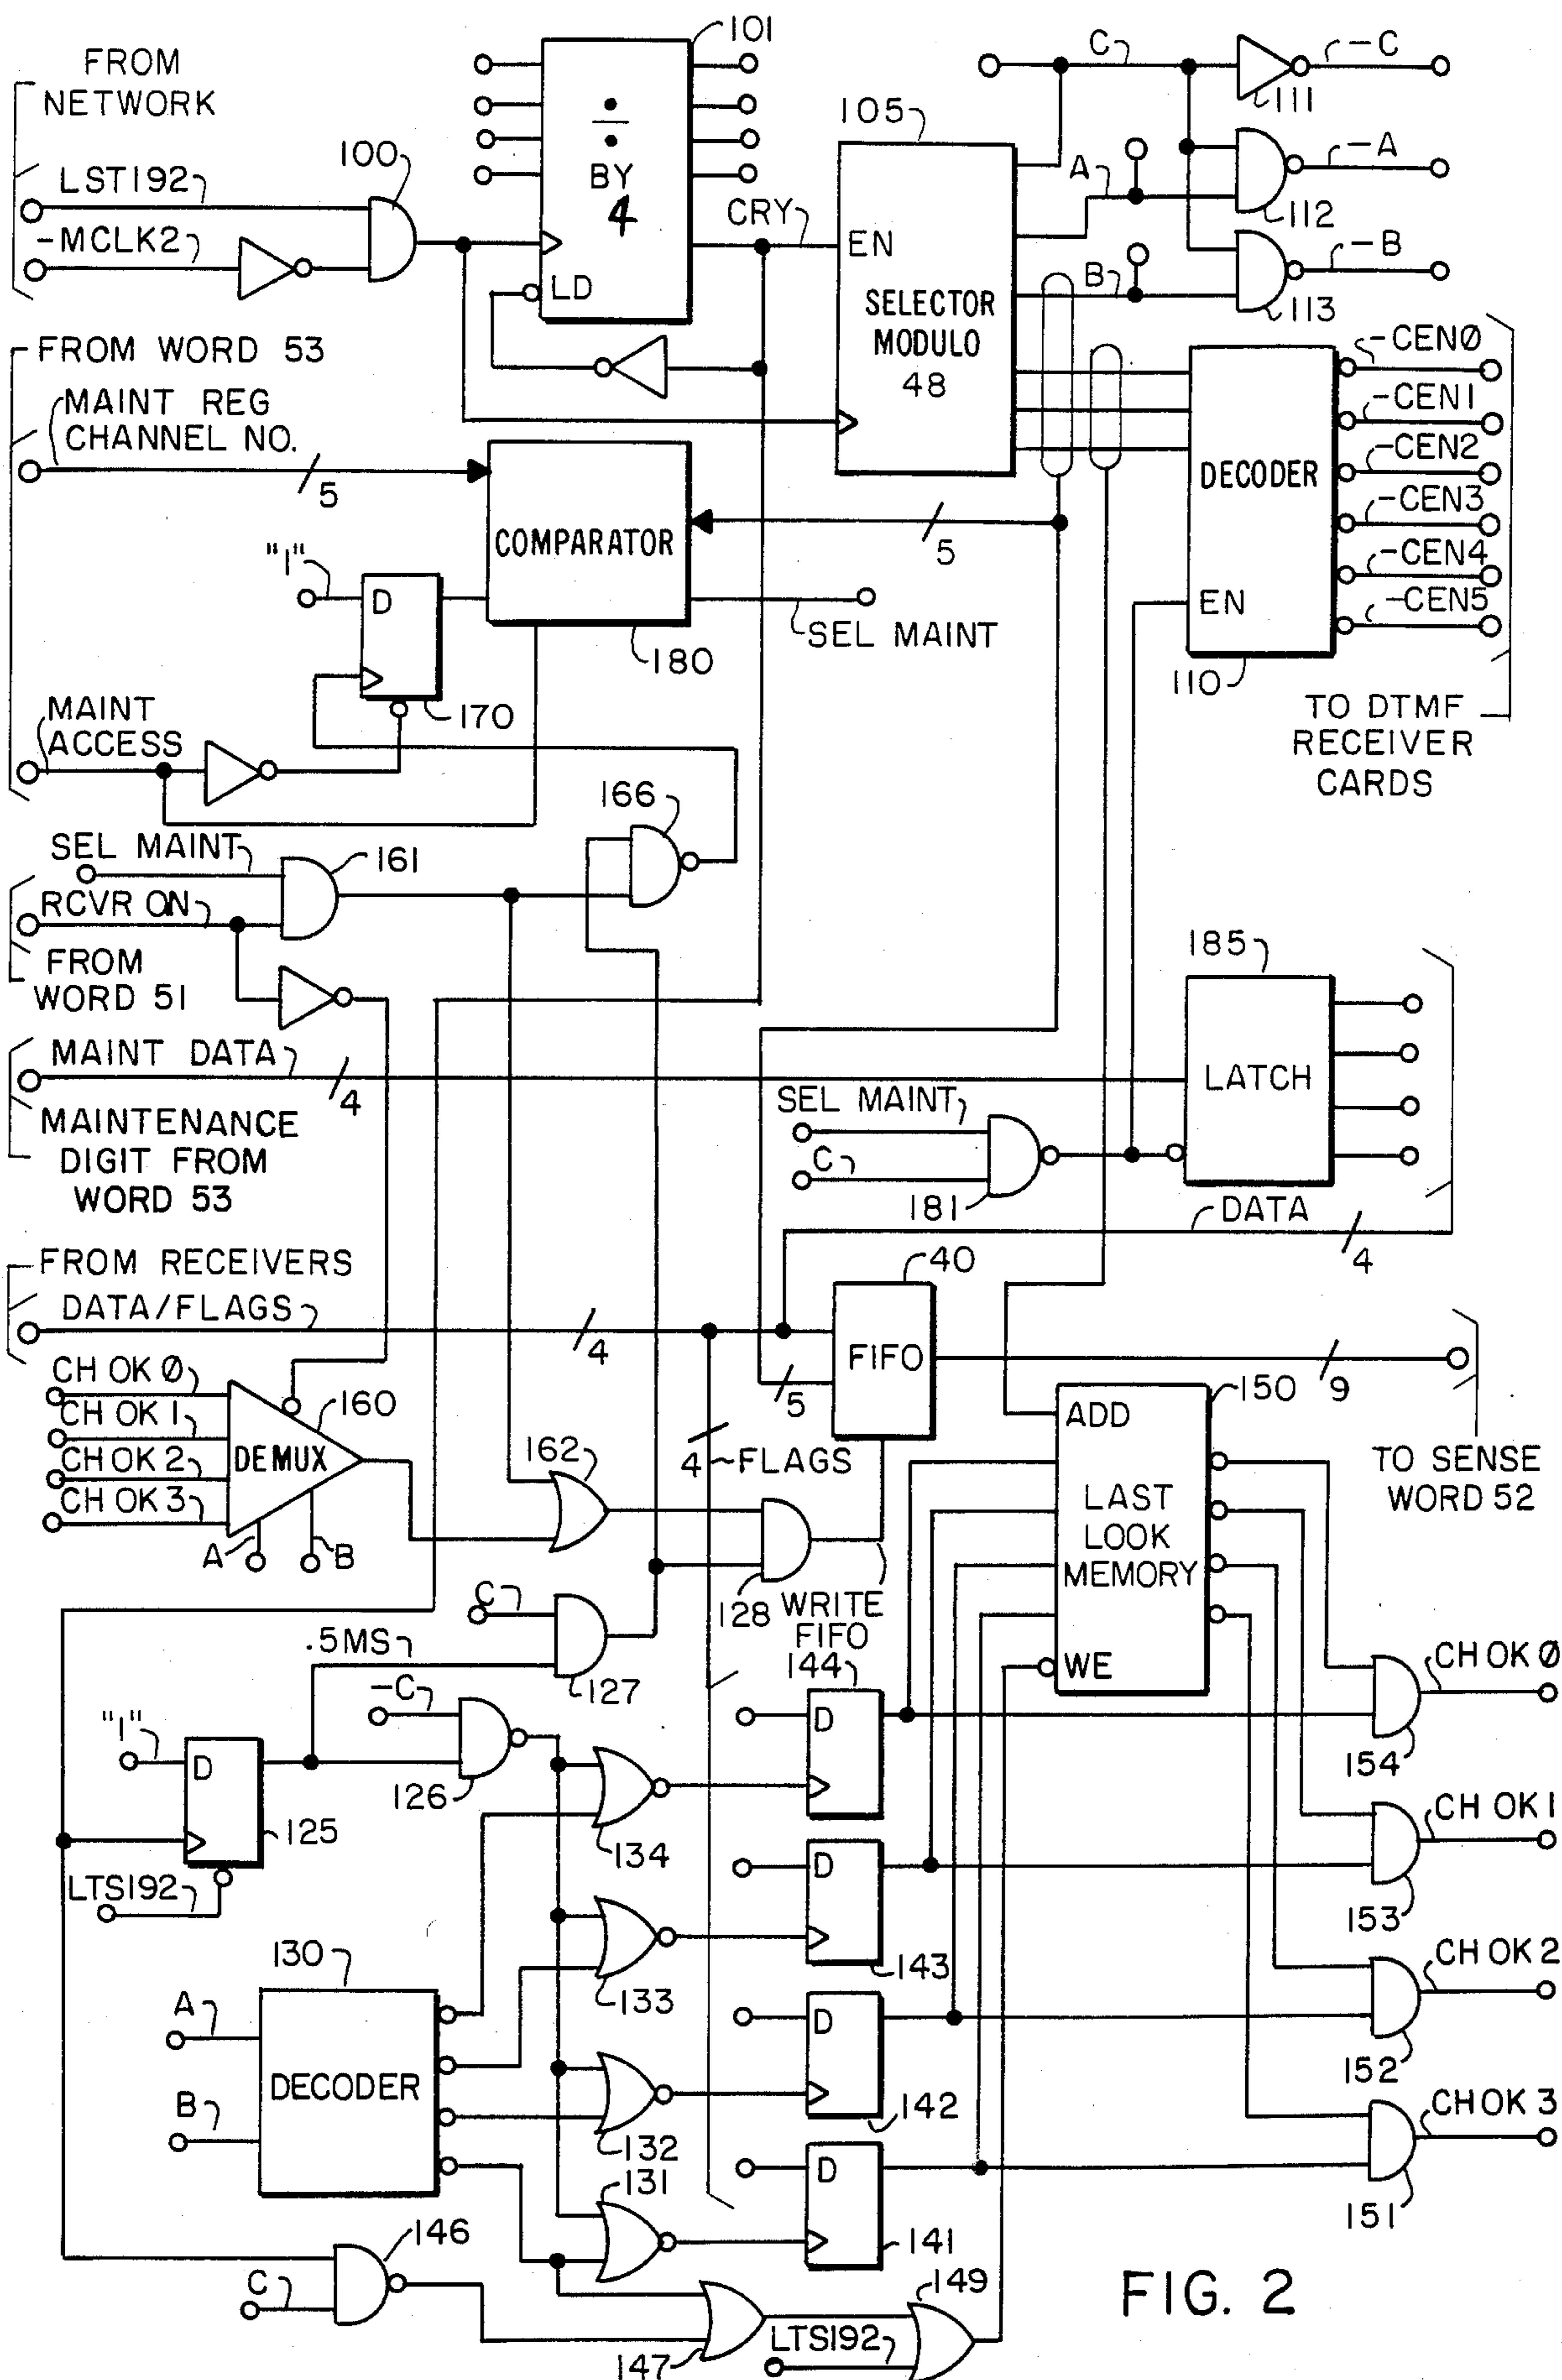 FROM
NETWORK
LST192
-MCLK2
100
101
÷
BY
4
LD
CRY
105
EN
SELECTOR
MODULO
48
C
-C
111
A
-A
112
B
-B
113
FROM WORD 53
MAINT REG
CHANNEL NO.
5
COMPARATOR
5
"1"
D
170
180
SEL MAINT
DECODER
EN
110
-CENØ
-CEN1
-CEN2
-CEN3
-CEN4
-CEN5
TO DTMF
RECEIVER
CARDS
MAINT
ACCESS
166
SEL MAINT
161
RCVR ON
FROM
WORD 51
MAINT DATA
4
MAINTENANCE
DIGIT FROM
WORD 53
185
LATCH
SEL MAINT
C
181
DATA
4
FROM RECEIVERS
DATA/FLAGS
4
40
FIFO
5
9
TO SENSE
WORD 52
4
FLAGS
CH OK Ø
CH OK 1
CH OK 2
CH OK 3
DEMUX
160
A
B
162
128
WRITE
FIFO
150
ADD
LAST
LOOK
MEMORY
WE
C
.5MS
127
-C
126
"1"
D
125
LTS192
134
133
132
131
144
D
D
143
D
142
D
141
CH OK Ø
154
CH OK 1
153
CH OK 2
152
CH OK 3
151
130
A
B
DECODER
146
C
147
149
LTS192
FIG. 2